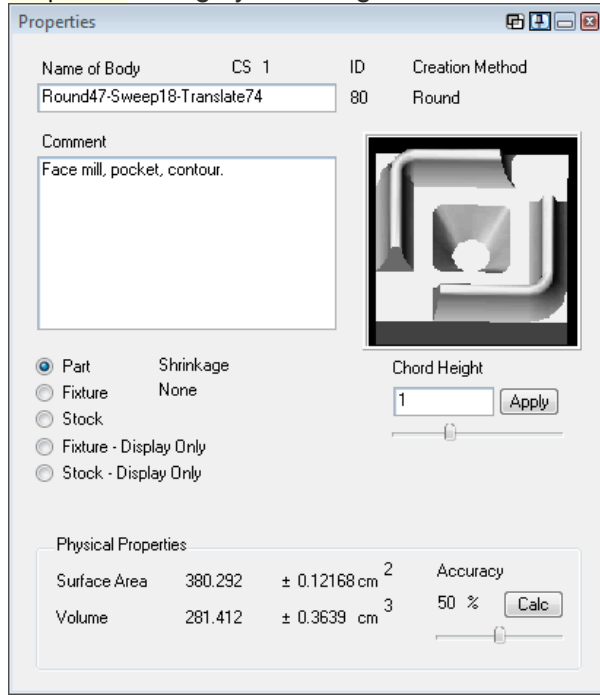 Properties
Name of Body CS 1 ID Creation Method
Round47-Sweep18-Translate74 80 Round
Comment
Face mill, pocket, contour.
Part Shrinkage
Fixture None
Stock
Fixture - Display Only
Stock - Display Only
Chord Height
1 Apply
Physical Properties
Surface Area 380.292 ± 0.12168 cm 2
Volume 281.412 ± 0.3639 cm 3
Accuracy
50 % Calc